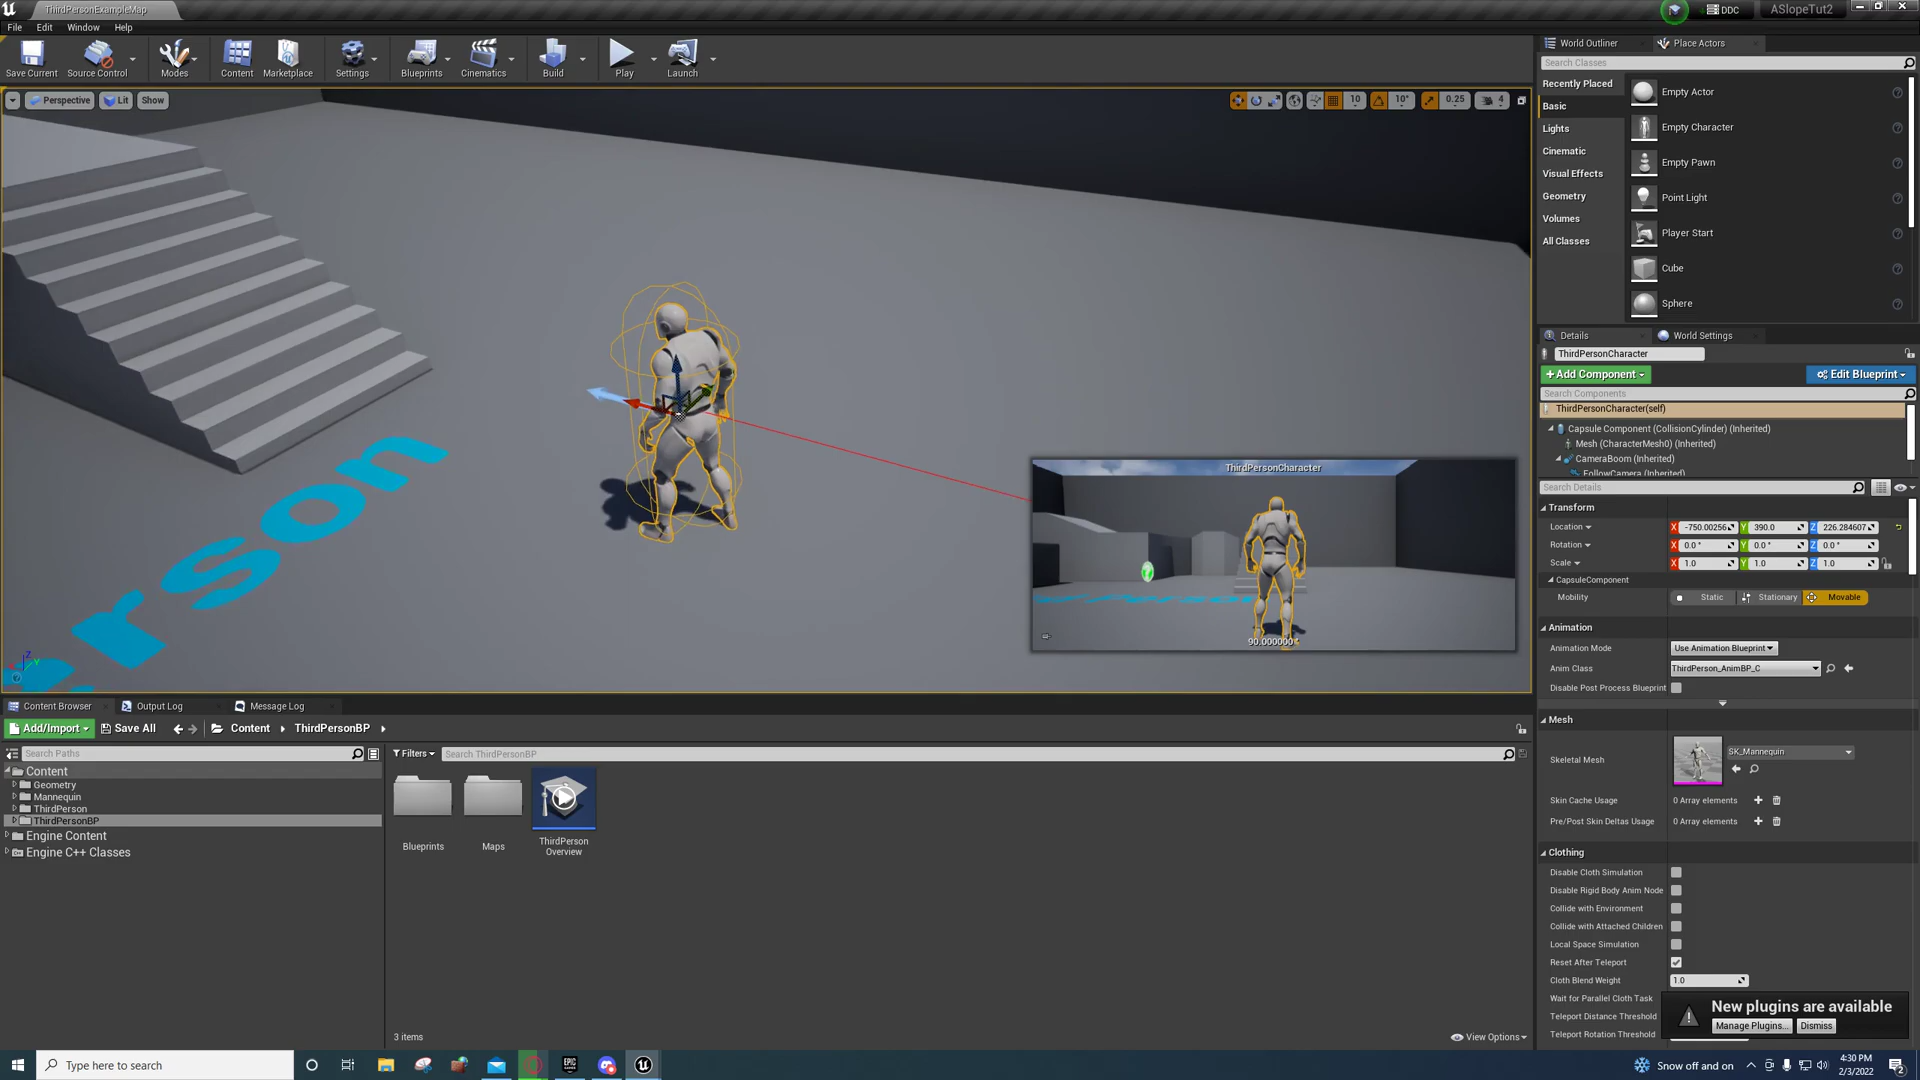 ThirdPersonExampleMap
DDC
ASlopeTut2
File Edit Window Help
Save Current
Source Control
Modes
Content
Marketplace
Settings
Blueprints
Cinematics
Build
Play
Launch
World Outliner
Place Actors
Search Classes
Recently Placed
Basic
Lights
Cinematic
Visual Effects
Geometry
Volumes
All Classes
Empty Actor
Empty Character
Empty Pawn
Point Light
Player Start
Cube
Sphere
Perspective
Lit
Show
10
10°
0.25
4
rson
ThirdPersonCharacter
90.000000
Details
World Settings
ThirdPersonCharacter
+Add Component
Edit Blueprint
Search Components
ThirdPersonCharacter(self)
Capsule Component (CollisionCylinder) (Inherited)
Mesh (CharacterMesh0) (Inherited)
CameraBoom (Inherited)
FollowCamera (Inherited)
Search Details
Transform
Location X -750.00256 Y 390.0 Z 226.284607
Rotation X 0.0 ° Y 0.0 ° Z 0.0 °
Scale X 1.0 Y 1.0 Z 1.0
CapsuleComponent
Mobility Static Stationary Movable
Animation
Animation Mode Use Animation Blueprint
Anim Class ThirdPerson_AnimBP_C
Disable Post Process Blueprint
Mesh
Skeletal Mesh SK_Mannequin
Skin Cache Usage 0 Array elements
Pre/Post Skin Deltas Usage 0 Array elements
Clothing
Disable Cloth Simulation
Disable Rigid Body Anim Node
Collide with Environment
Collide with Attached Children
Local Space Simulation
Reset After Teleport
Cloth Blend Weight 1.0
Wait for Parallel Cloth Task
Teleport Distance Threshold
Teleport Rotation Threshold
New plugins are available
Manage Plugins...
Dismiss
Content Browser
Output Log
Message Log
Add/Import
Save All
Content
ThirdPersonBP
Search Paths
Filters
Search ThirdPersonBP
Content
Geometry
Mannequin
ThirdPerson
ThirdPersonBP
Engine Content
Engine C++ Classes
Blueprints
Maps
ThirdPerson
Overview
3 items
View Options
Type here to search
EPIC
Snow off and on
4:30 PM
2/3/2022
2